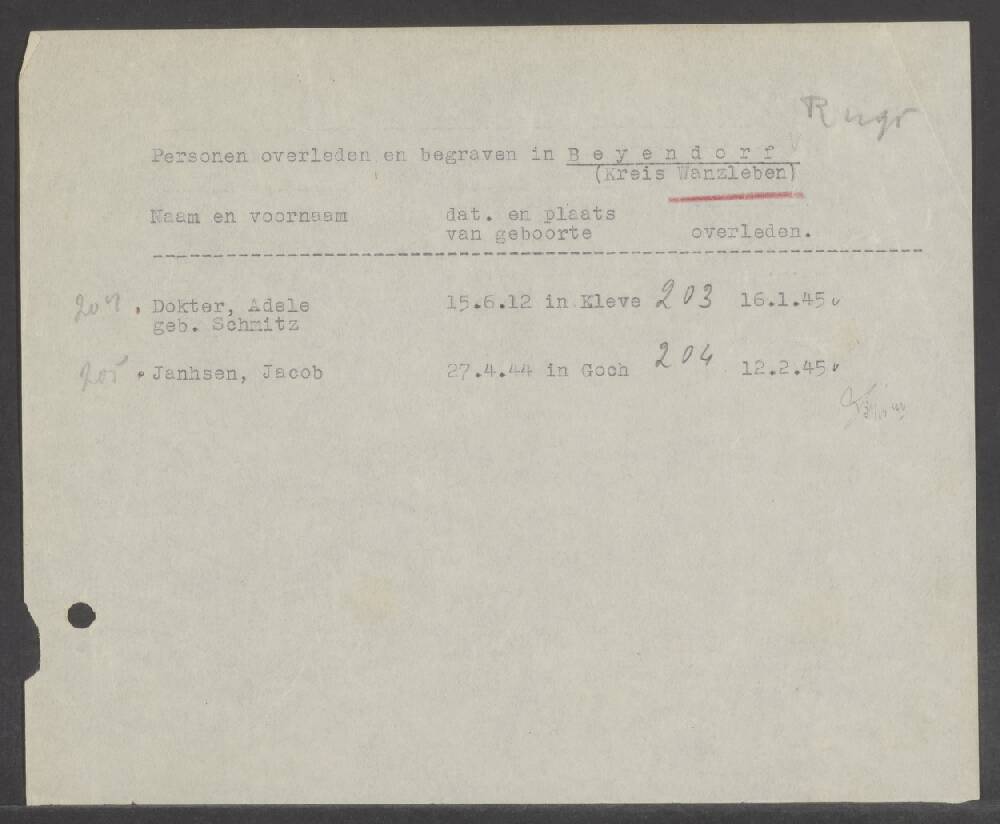 Personen overleden en begraven in B e y e n d o r f
(Kreis Wanzleben)
Naam en voornaam dat. en plaats
van geboorte overleden.
204 Dokter, Adele 15.6.12 in Kleve 203 16.1.45
geb. Schmitz
205 Janhsen, Jacob 27.4.44 in Goch 204 12.2.45